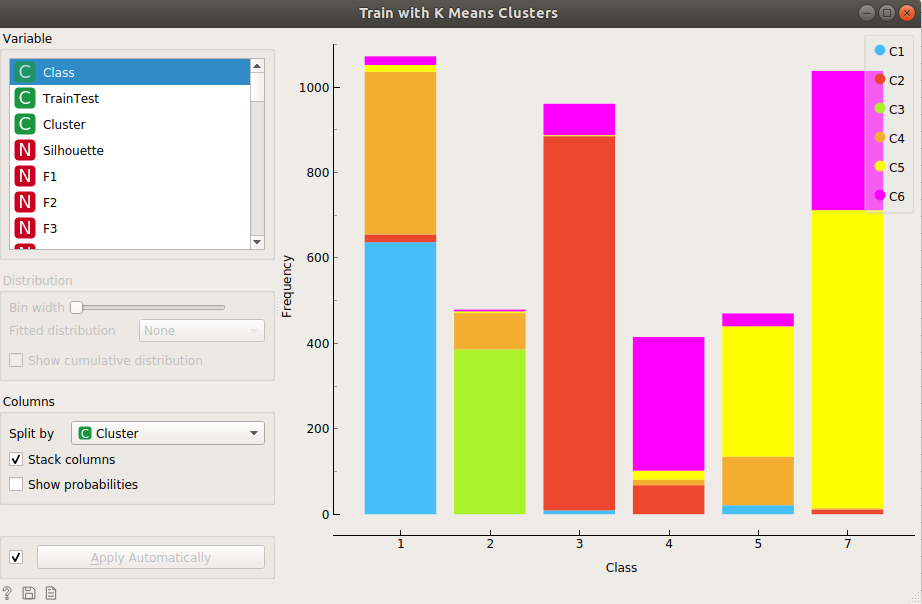 Train with K Means Clusters
Variable
C Class
C TrainTest
C Cluster
N Silhouette
N F1
N F2
N F3
Distribution
Bin width
Fitted distribution None
Show cumulative distribution
Columns
Split by C Cluster
Stack columns
Show probabilities
Apply Automatically
?
Frequency
1000
800
600
400
200
0
1 2 3 4 5 7
Class
C1
C2
C3
C4
C5
C6